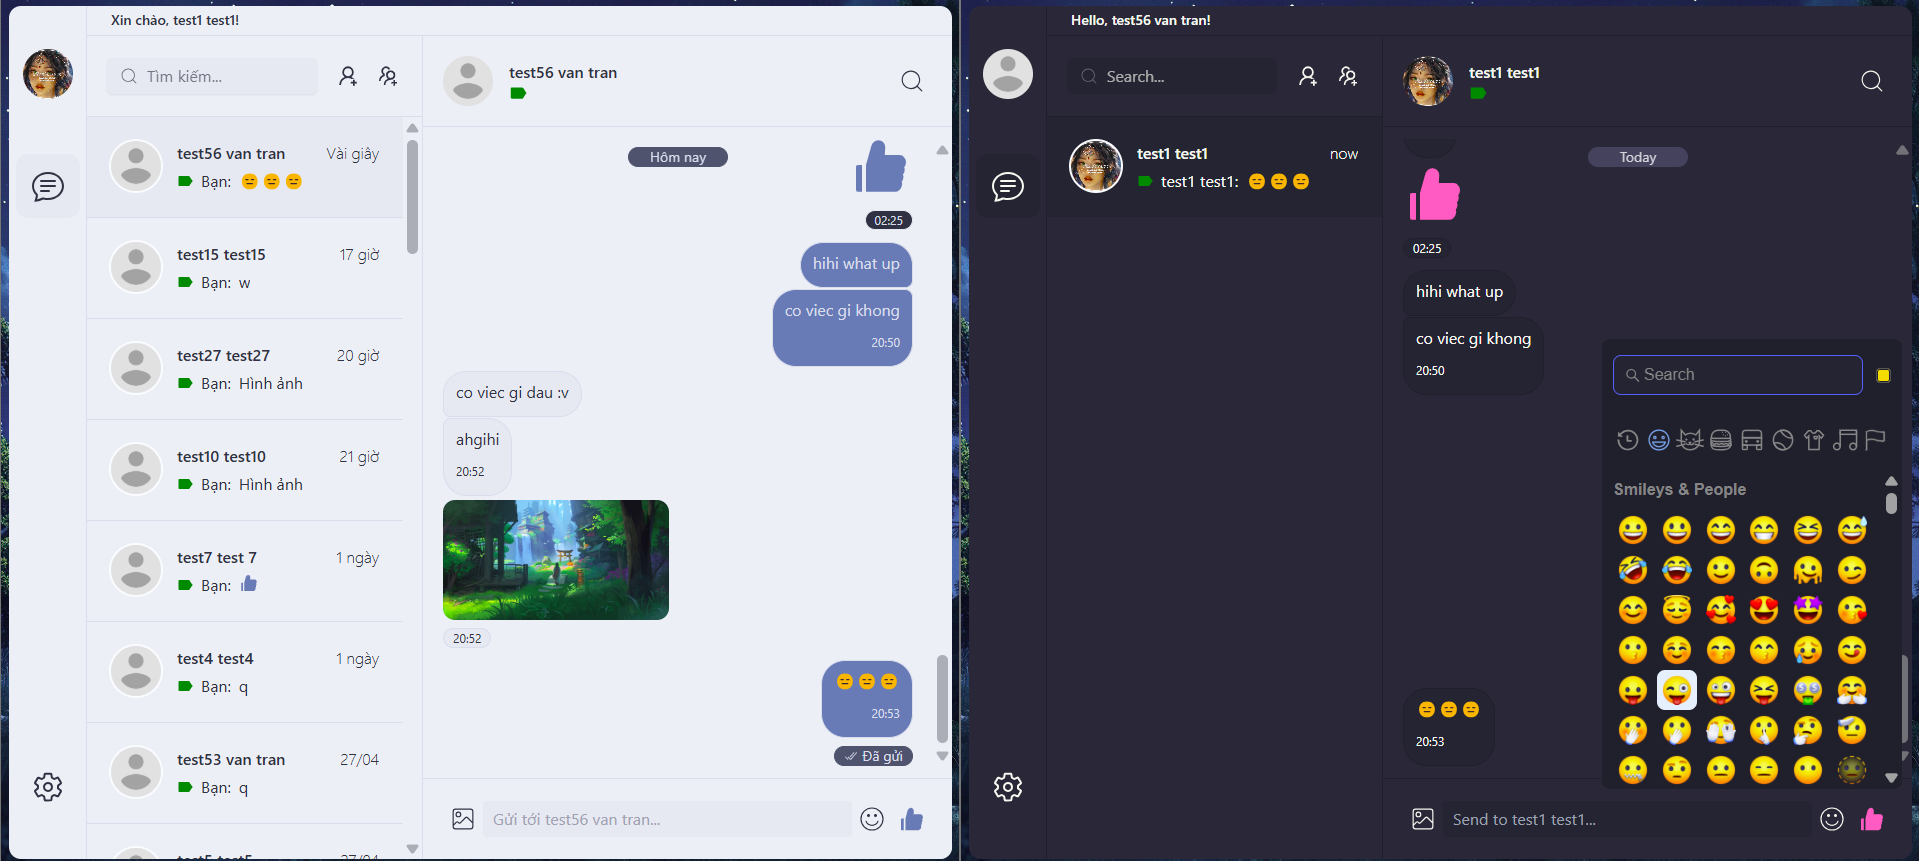 Xin chào, test1 test1!
Tìm kiếm...
test56 van tran
Vài giây
Bạn: 😑 😑 😑
test15 test15
17 giờ
Bạn: w
test27 test27
20 giờ
Bạn: Hình ảnh
test10 test10
21 giờ
Bạn: Hình ảnh
test7 test 7
1 ngày
Bạn: 👍
test4 test4
1 ngày
Bạn: q
test53 van tran
27/04
Bạn: q
test5 test5
27/04
test56 van tran
Hôm nay
02:25
hihi what up
co viec gi khong
20:50
co viec gi dau :v
ahgihi
20:52
20:52
😑 😑 😑
20:53
Đã gửi
Gửi tới test56 van tran...
Hello, test56 van tran!
Search...
test1 test1
now
test1 test1: 😑 😑 😑
test1 test1
Today
02:25
hihi what up
co viec gi khong
20:50
😑 😑 😑
20:53
Search
Smileys & People
Send to test1 test1...